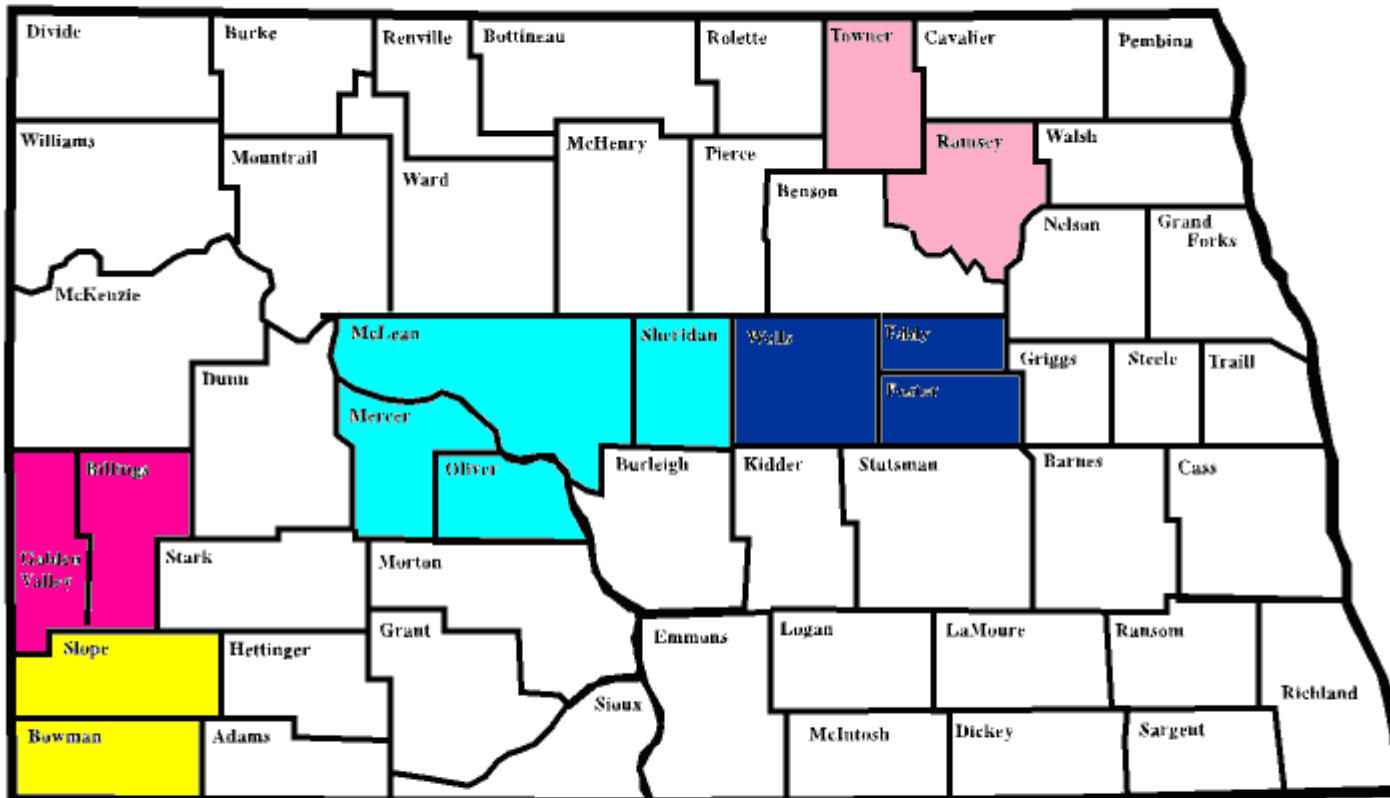 Divide
Burke
Renville
Bottineau
Rolette
Towner
Cavalier
Pembina
Williams
Mountrail
Ward
McHenry
Pierce
Benson
Ramsey
Walsh
Nelson
Grand
Forks
McKenzie
Dunn
McLean
Mercer
Oliver
Sheridan
Wells
Eddy
Foster
Griggs
Steele
Traill
Billings
Golden
Valley
Stark
Morton
Burleigh
Kidder
Stutsman
Barnes
Cass
Slope
Hettinger
Grant
Sioux
Emmons
Logan
LaMoure
Ransom
Richland
Bowman
Adams
McIntosh
Dickey
Sargent